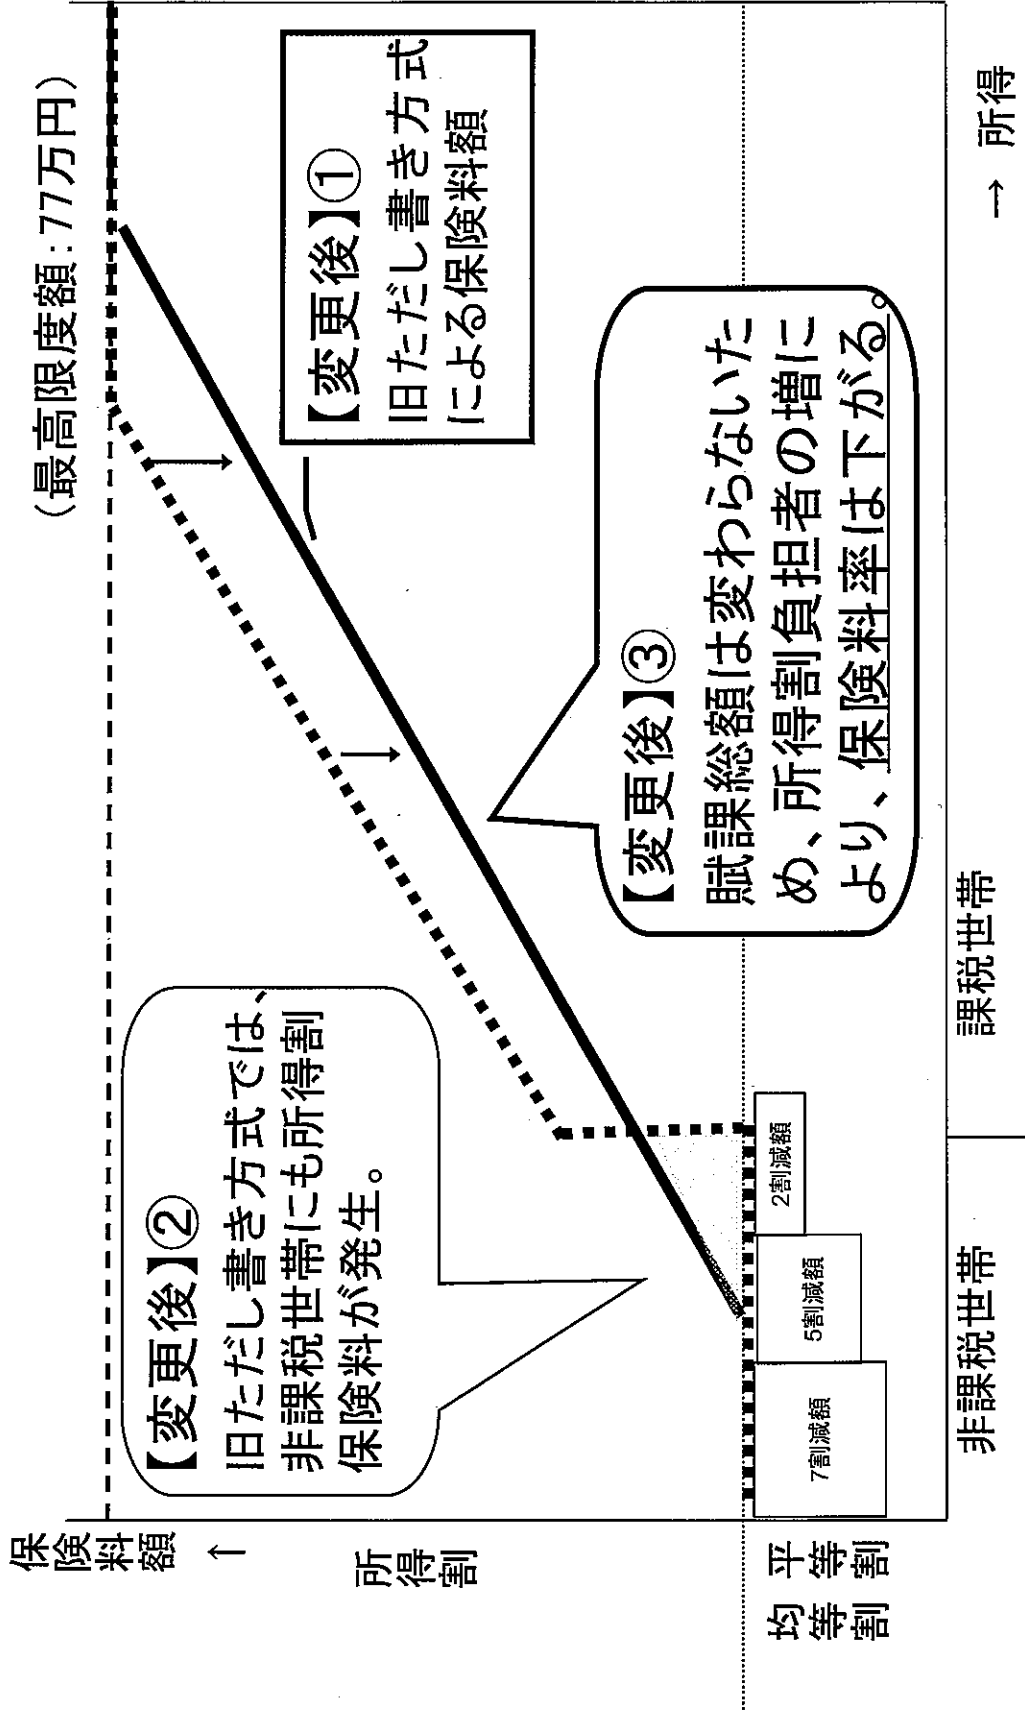 (最高限度額:77万円)
保険料額
↑
所得割
平等割
均等割
【変更後】①
旧ただし書き方式
による保険料額
【変更後】②
旧ただし書き方式では、
非課税世帯にも所得割
保険料が発生。
【変更後】③
賦課総額は変わらないた
め、所得割負担者の増に
より、保険料率は下がる。
7割減額
5割減額
2割減額
非課税世帯
課税世帯
→ 所得